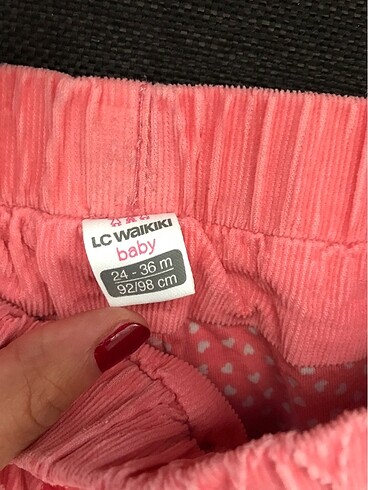 LC WAIKIKI
baby
24 - 36 m
92/98 cm